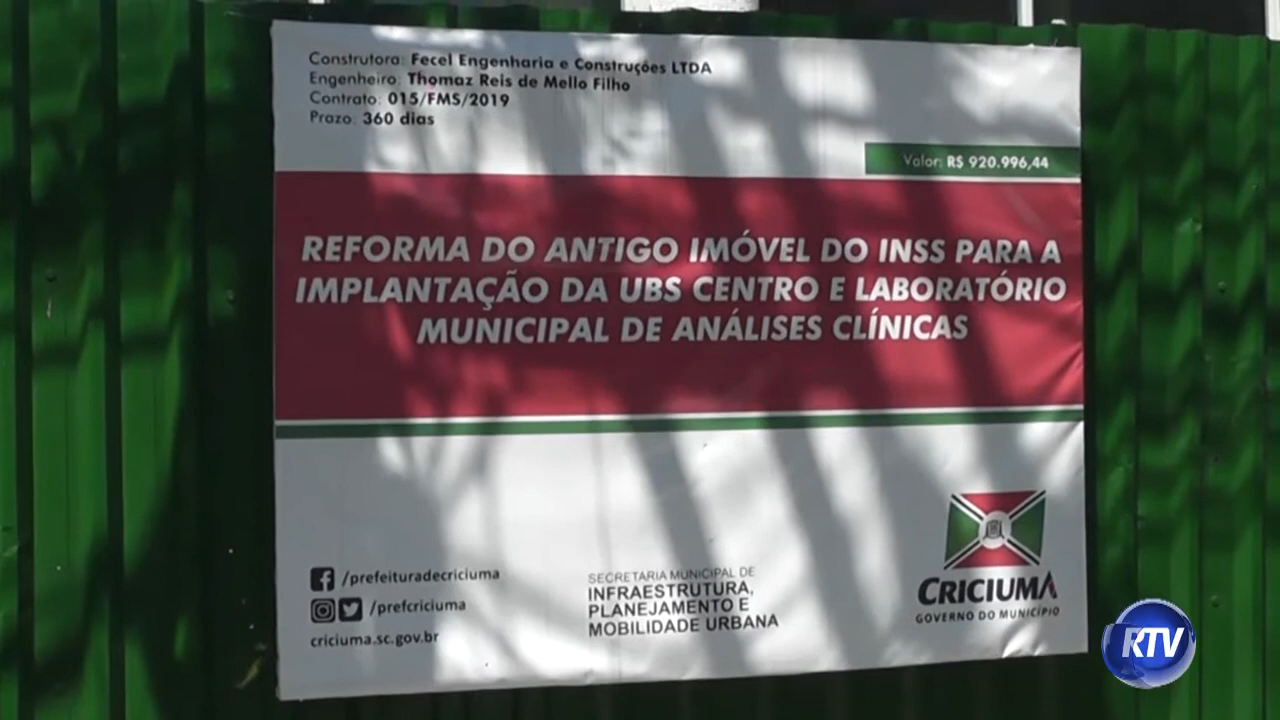 Construtora: Fecel Engenharia e Construções LTDA
Engenheiro: Thomaz Reis de Mello Filho
Contrato: 015/FMS/2019
Prazo: 360 dias
Valor: R$ 920.996,44
REFORMA DO ANTIGO IMÓVEL DO INSS PARA A
IMPLANTAÇÃO DA UBS CENTRO E LABORATÓRIO
MUNICIPAL DE ANÁLISES CLÍNICAS
/prefeituradecriciuma
/prefcriciuma
criciuma.sc.gov.br
SECRETARIA MUNICIPAL DE
INFRAESTRUTURA,
PLANEJAMENTO E
MOBILIDADE URBANA
CRICIUMA
GOVERNO DO MUNICÍPIO
RTV